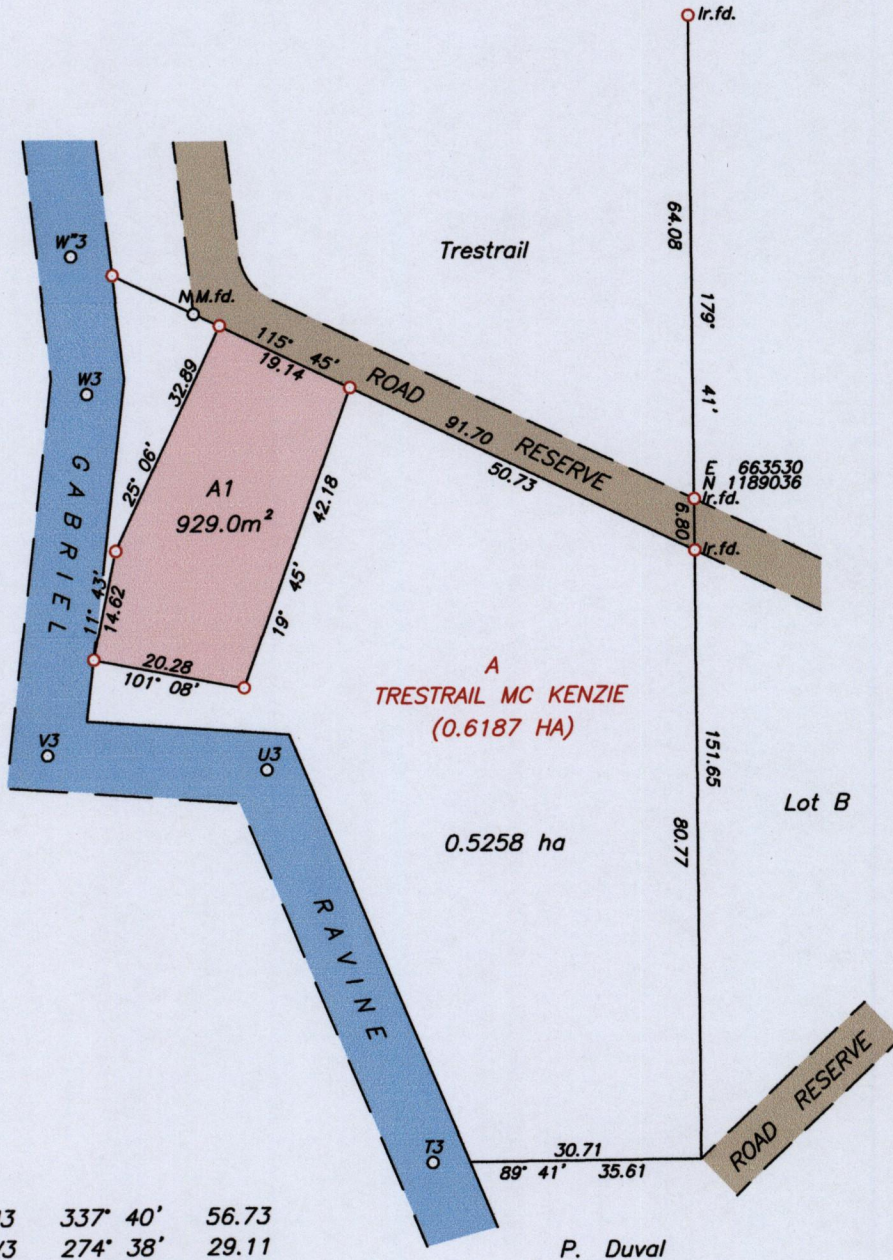 Ir.fd.
64.08
W"3
Trestrail
N.M.fd.
179° 41'
115° 45'
19.14
32.89
ROAD RESERVE
W3
91.70
50.73
E 663530
N 1189036
Ir.fd.
25° 06'
A1
929.0m²
42.18
6.80
Ir.fd.
GABRIEL
11° 43'
14.62
19° 45'
20.28
101° 08'
A
TRESTRAIL MC KENZIE
(0.6187 HA)
V3
U3
151.65
Lot B
80.77
0.5258 ha
RAVINE
ROAD RESERVE
T3
30.71
89° 41' 35.61
3 337° 40' 56.73
3 274° 38' 29.11
P. Duval